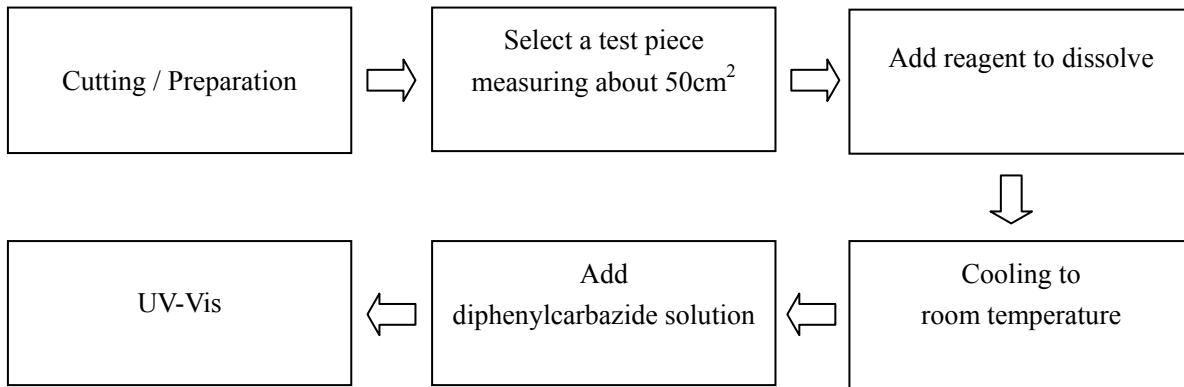 Cutting / Preparation
Select a test piece
measuring about 50cm²
Add reagent to dissolve
Cooling to
room temperature
Add
diphenylcarbazide solution
UV-Vis